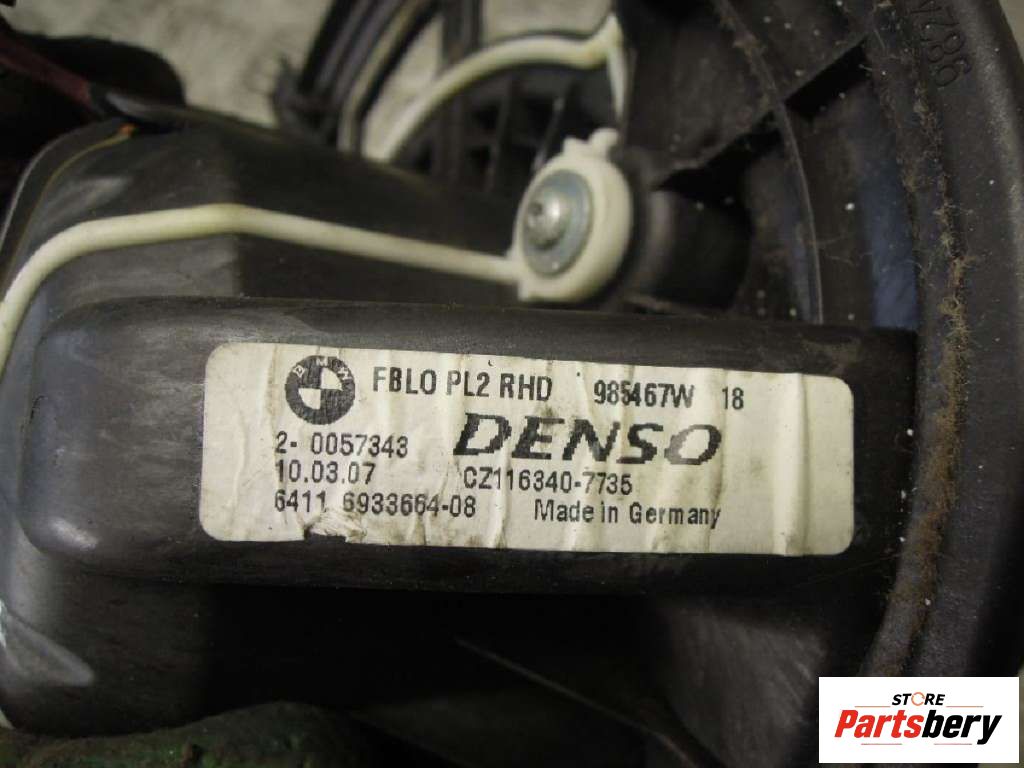 BMW FBLO PL2 RHD 985467W 18
2- 0057343 DENSO
10.03.07 CZ116340-7735
6411 6933664-08 Made in Germany
STORE
Partsbery